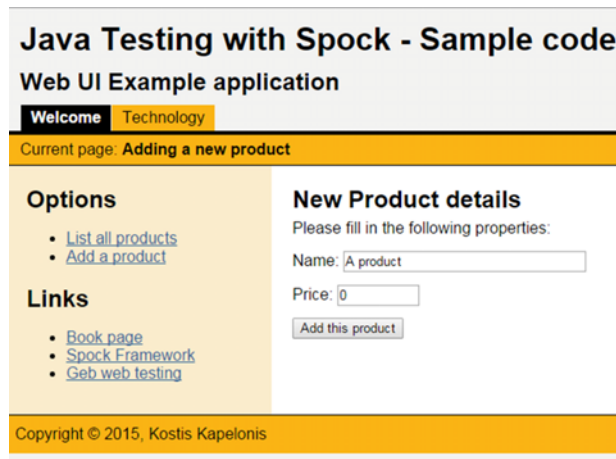 Java Testing with Spock - Sample code
Web UI Example application
Welcome Technology
Current page: Adding a new product
Options
List all products
Add a product
Links
Book page
Spock Framework
Geb web testing
New Product details
Please fill in the following properties:
Name: A product
Price: 0
Add this product
Copyright © 2015, Kostis Kapelonis